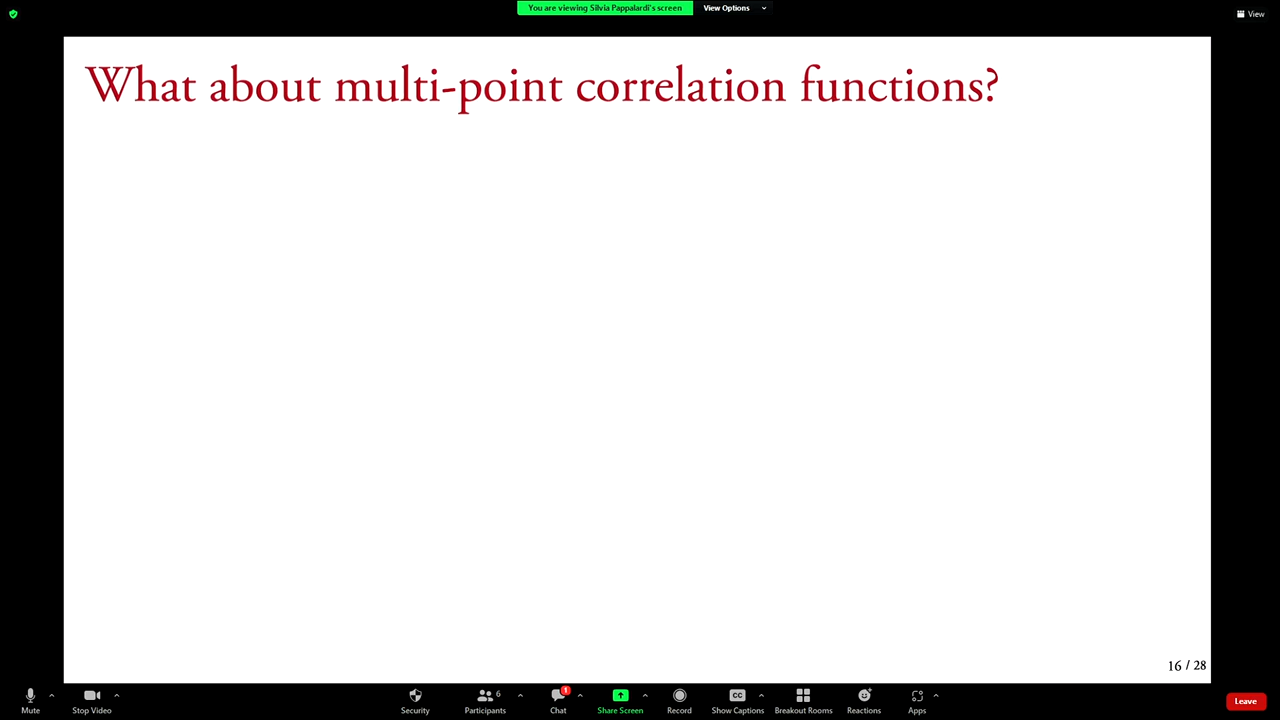 You are viewing Silvia Pappalardi's screen
View Options
View
What about multi-point correlation functions?
16 / 28
Mute
Stop Video
Security
Participants
6
Chat
1
Share Screen
Record
CC
Show Captions
Breakout Rooms
Reactions
Apps
Leave